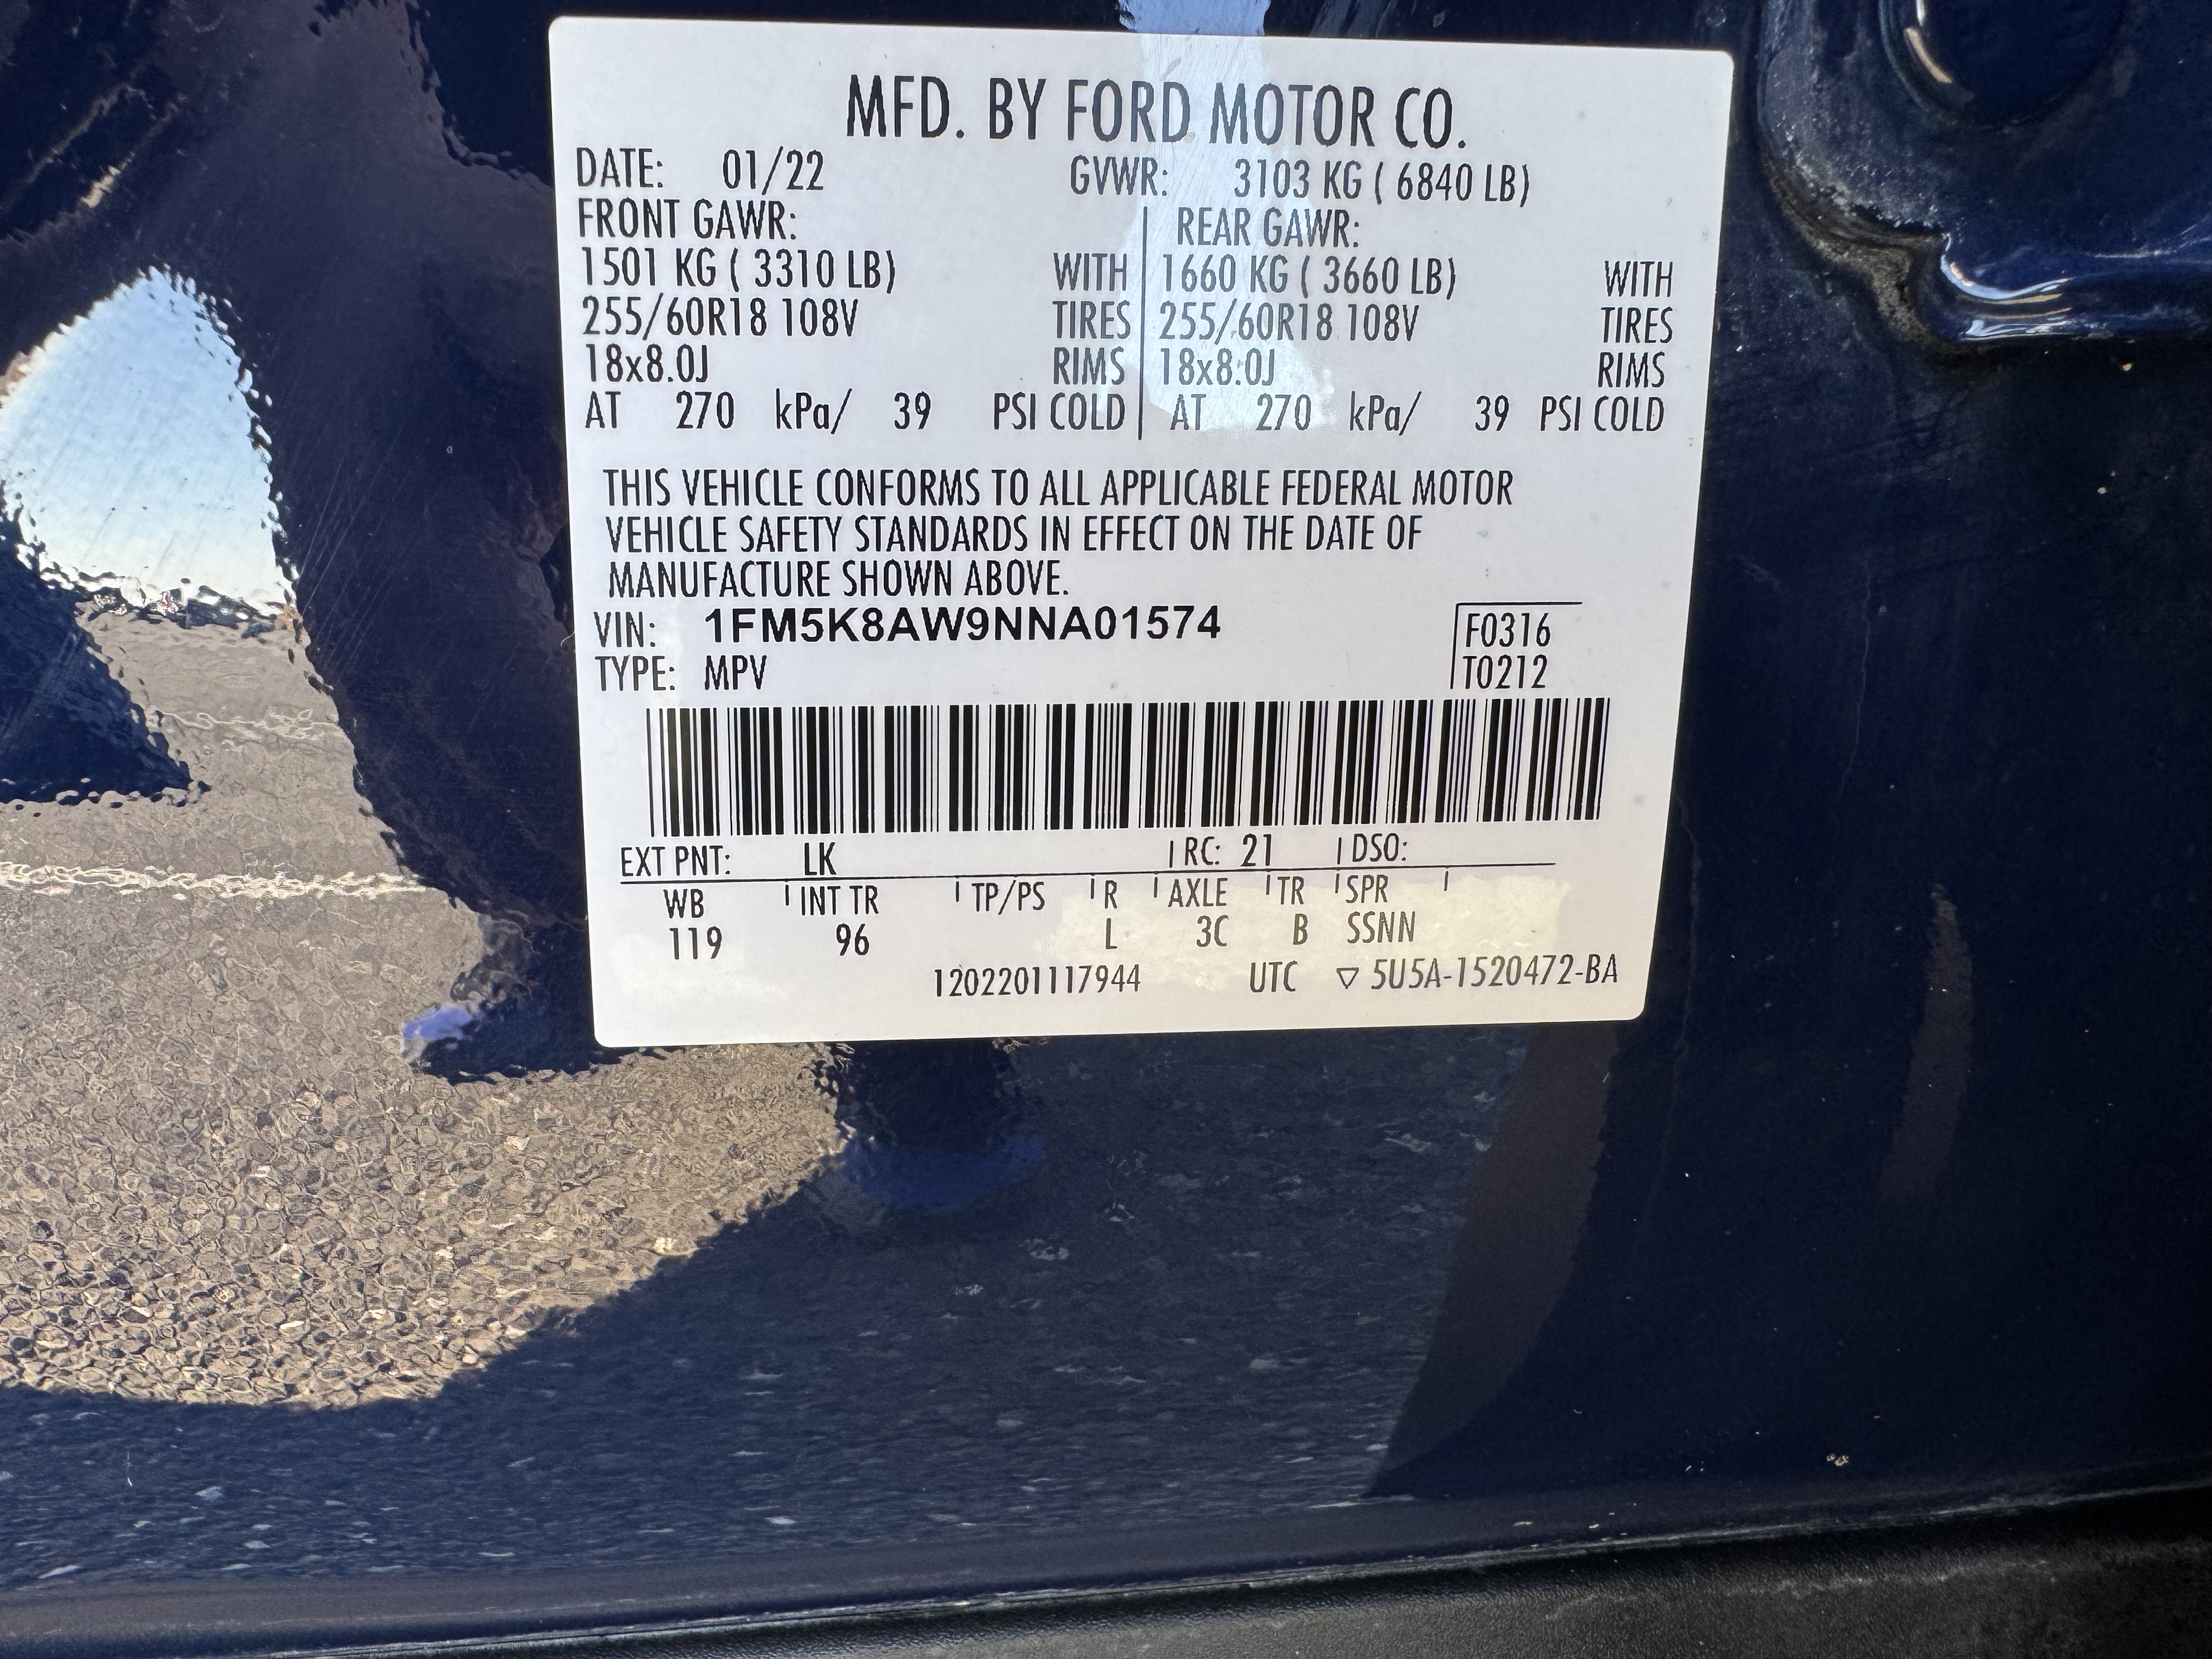 MFD. BY FORD MOTOR CO.
DATE: 01/22 GVWR: 3103 KG ( 6840 LB)
FRONT GAWR: REAR GAWR:
1501 KG ( 3310 LB) WITH 1660 KG ( 3660 LB) WITH
255/60R18 108V TIRES 255/60R18 108V TIRES
18x8.0J RIMS 18x8.0J RIMS
AT 270 kPa/ 39 PSI COLD AT 270 kPa/ 39 PSI COLD
THIS VEHICLE CONFORMS TO ALL APPLICABLE FEDERAL MOTOR
VEHICLE SAFETY STANDARDS IN EFFECT ON THE DATE OF
MANUFACTURE SHOWN ABOVE.
VIN: 1FM5K8AW9NNA01574 F0316
TYPE: MPV T0212
EXT PNT: LK RC: 21 DSO:
WB INT TR TP/PS R AXLE TR SPR
119 96 L 3C B SSNN
1202201117944 UTC ▽ 5U5A-1520472-BA